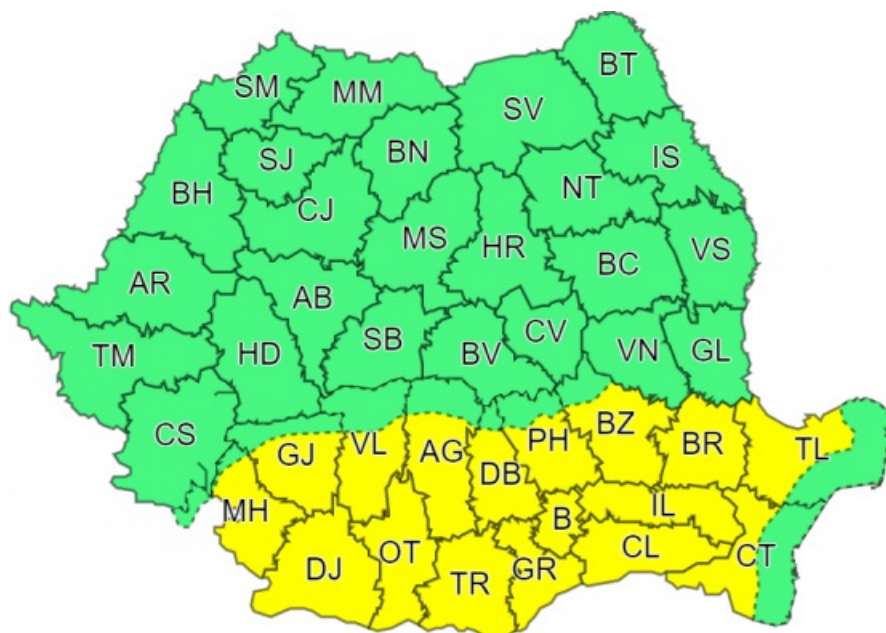 BT
SM
MM
SV
SJ
BN
IS
BH
NT
CJ
MS
HR
VS
BC
AR
AB
TM
HD
SB
BV
CV
VN
GL
CS
GJ
VL
AG
DB
PH
BZ
BR
TL
MH
B
IL
DJ
OT
TR
GR
CL
CT